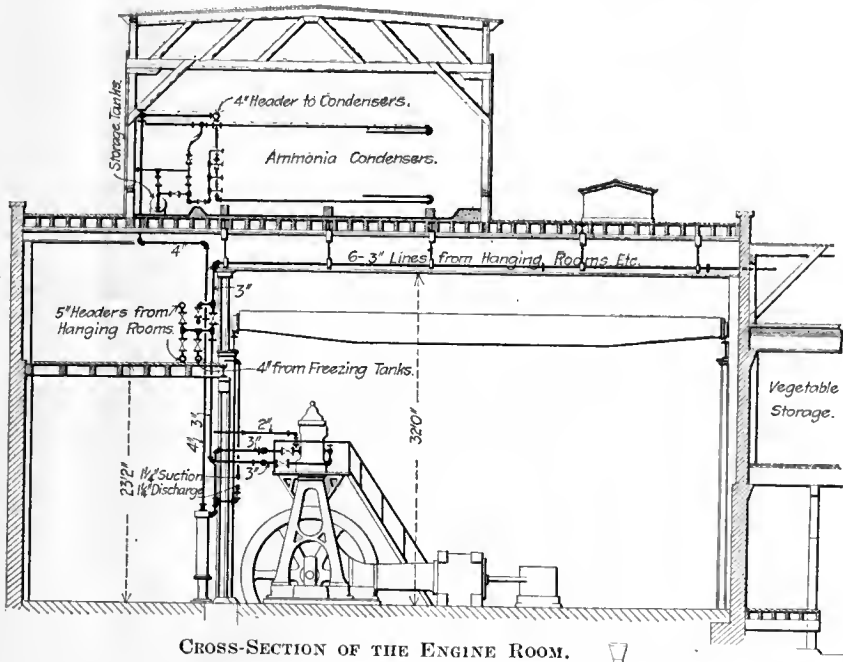 Storage Tanks.
4" Header to Condensers.
Ammonia Condensers.
4"
6-3" Lines from Hanging Rooms Etc.
3"
5" Headers from
Hanging Rooms.
4" from Freezing Tanks.
Vegetable
Storage.
32'0"
2"
3"
4"
3"
3"
23'2"
1¼" Suction
1¼" Discharge
CROSS-SECTION OF THE ENGINE ROOM.